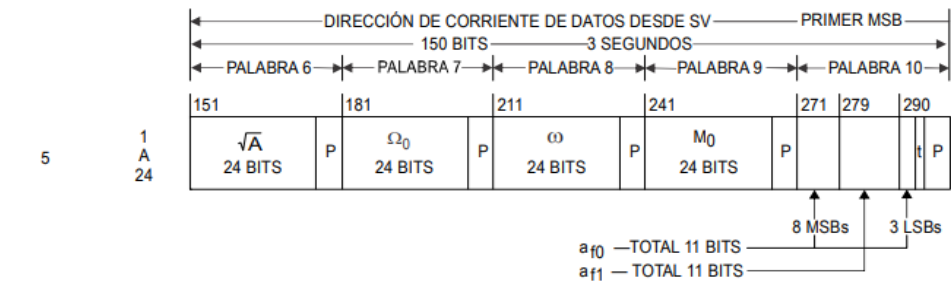 DIRECCIÓN DE CORRIENTE DE DATOS DESDE SV PRIMER MSB
150 BITS 3 SEGUNDOS
PALABRA 6 PALABRA 7 PALABRA 8 PALABRA 9 PALABRA 10
151 181 211 241 271 279 290
5
1
A
24
√A
24 BITS
P
Ω0
24 BITS
P
ω
24 BITS
P
M0
24 BITS
P
t
P
8 MSBs 3 LSBs
af0 —TOTAL 11 BITS
af1 — TOTAL 11 BITS